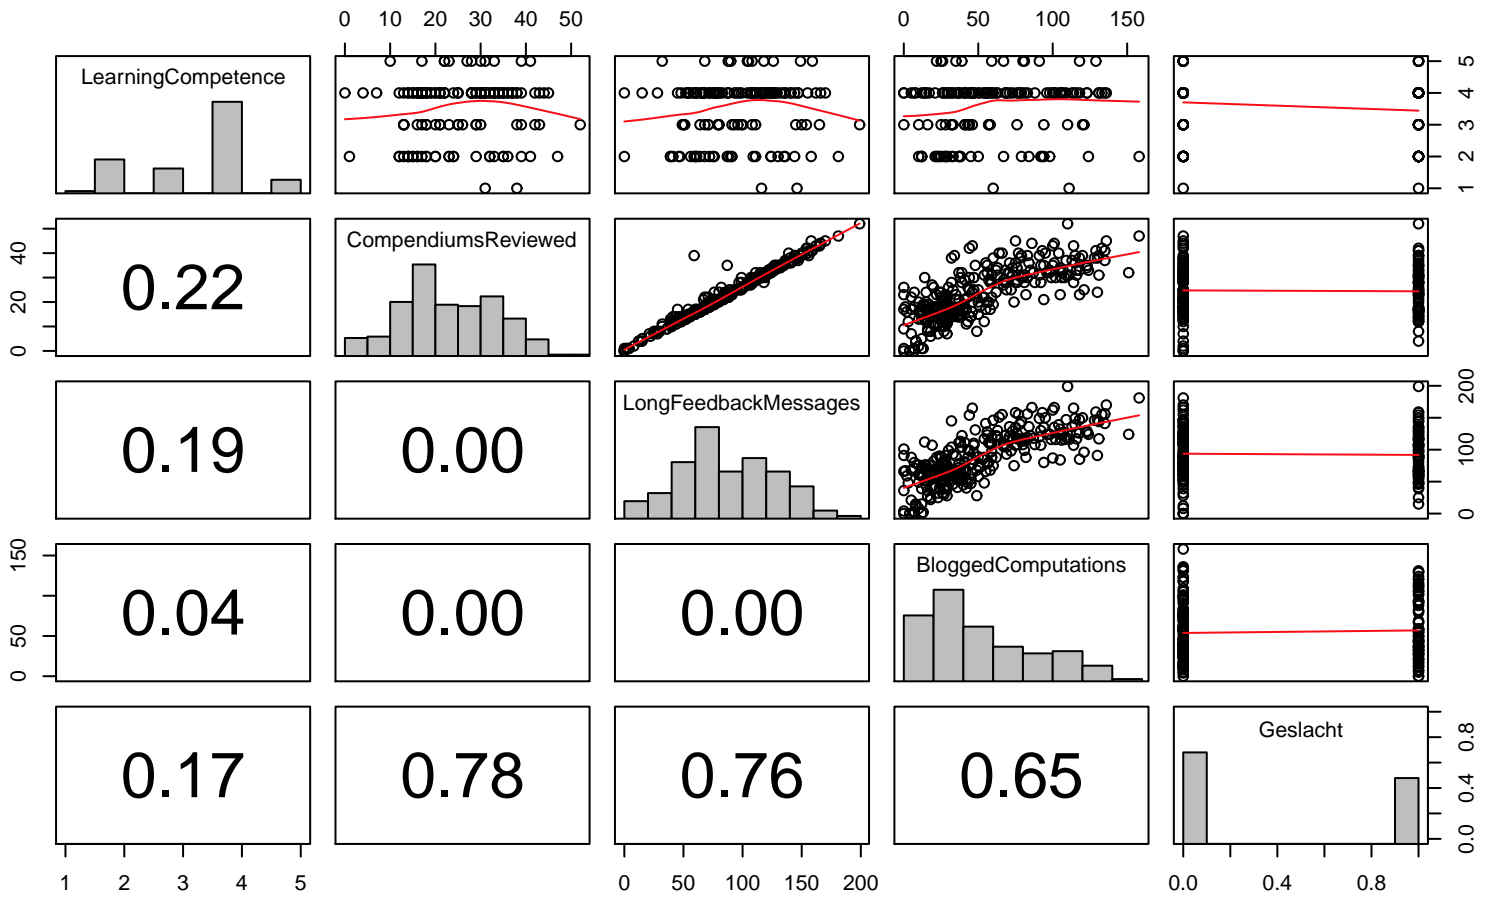 0 10 20 30 40 50 0 50 100 150
LearningCompetence
1 2 3 4 5
0 20 40
0.22
CompendiumsReviewed
0.19
0.00
LongFeedbackMessages
0 100 200
0 50 150
0.04
0.00
0.00
BloggedComputations
0.17
0.78
0.76
0.65
Geslacht
0.0 0.4 0.8
1 2 3 4 5 0 50 100 150 200 0.0 0.4 0.8